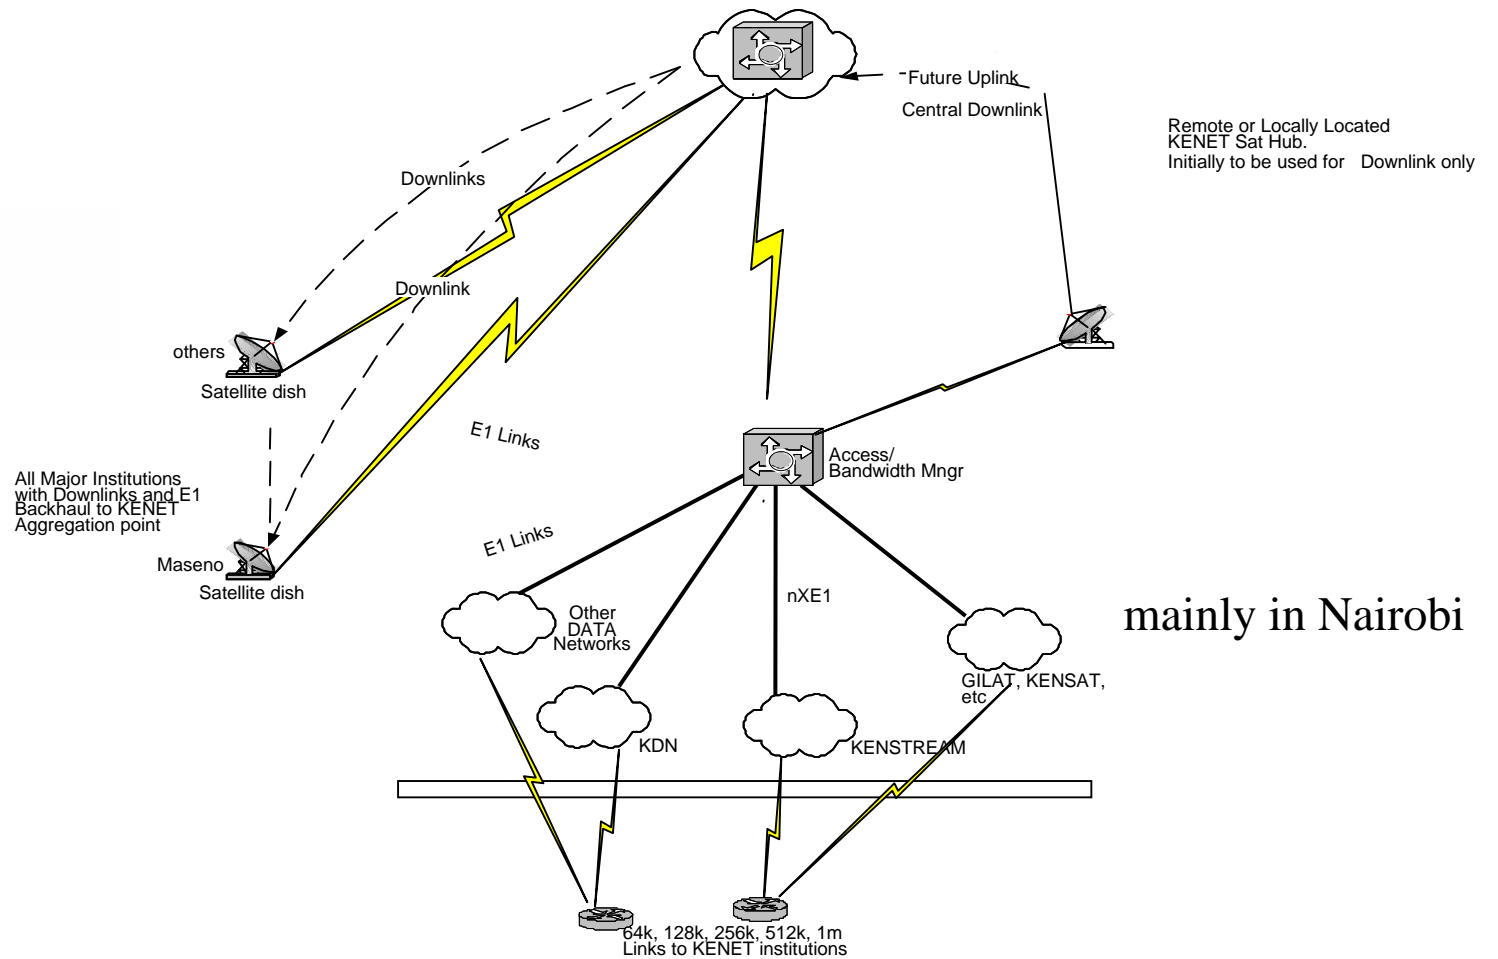 Future Uplink
Central Downlink
Remote or Locally Located
KENET Sat Hub.
Initially to be used for Downlink only
Downlinks
Downlink
others
Satellite dish
E1 Links
Access/
Bandwidth Mngr
All Major Institutions
with Downlinks and E1
Backhaul to KENET
Aggregation point
E1 Links
Maseno
Satellite dish
nXE1
Other
DATA
Networks
mainly in Nairobi
GILAT, KENSAT,
etc
KDN
KENSTREAM
64k, 128k, 256k, 512k, 1m
Links to KENET institutions